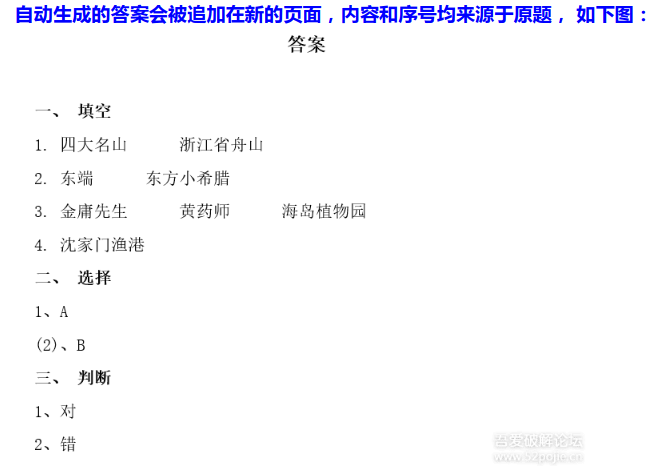 自动生成的答案会被追加在新的页面，内容和序号均来源于原题， 如下图：
答案
一、 填空
1. 四大名山 浙江省舟山
2. 东端 东方小希腊
3. 金庸先生 黄药师 海岛植物园
4. 沈家门渔港
二、 选择
1、A
(2)、B
三、 判断
1、对
2、错
吾爱破解论坛
www.52pojie.cn